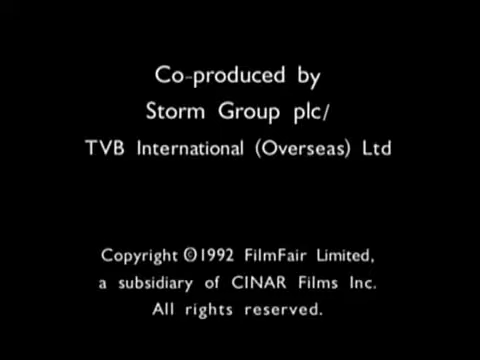 Co-produced by
Storm Group plc/
TVB International (Overseas) Ltd
Copyright ©1992 FilmFair Limited,
a subsidiary of CINAR Films Inc.
All rights reserved.